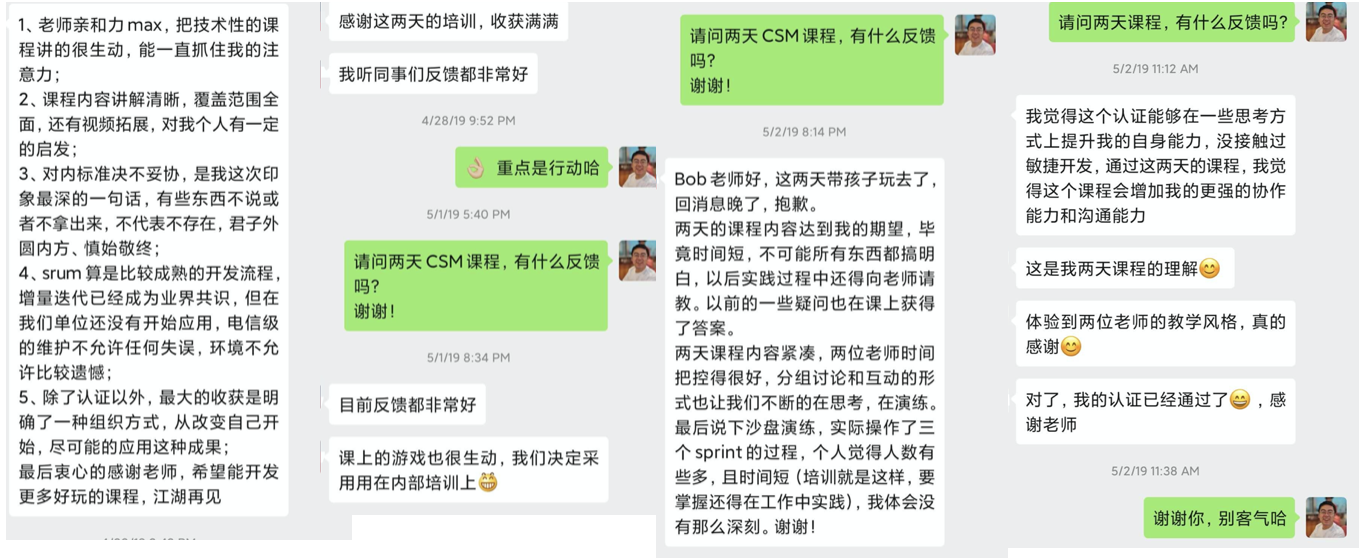 1、老师亲和力max，把技术性的课
程讲的很生动，能一直抓住我的注
意力；
2、课程内容讲解清晰，覆盖范围全
面，还有视频拓展，对我个人有一定
的启发；
3、对内标准决不妥协，是我这次印
象最深的一句话，有些东西不说或
者不拿出来，不代表不存在，君子外
圆内方、慎始敬终；
4、srum算是比较成熟的开发流程，
增量迭代已经成为业界共识，但在
我们单位还没有开始应用，电信级
的维护不允许任何失误，环境不允
许比较遗憾；
5、除了认证以外，最大的收获是明
确了一种组织方式，从改变自己开
始，尽可能的应用这种成果；
最后衷心的感谢老师，希望能开发
更多好玩的课程，江湖再见
感谢这两天的培训，收获满满
我听同事们反馈都非常好
4/28/19 9:52 PM
👌🏻 重点是行动哈
5/1/19 5:40 PM
请问两天CSM课程，有什么反馈
吗？
谢谢！
5/1/19 8:34 PM
目前反馈都非常好
课上的游戏也很生动，我们决定采
用用在内部培训上😁
请问两天CSM课程，有什么反馈
吗？
谢谢！
5/2/19 8:14 PM
Bob老师好，这两天带孩子玩去了，
回消息晚了，抱歉。
两天的课程内容达到我的期望，毕
竟时间短，不可能所有东西都搞明
白，以后实践过程中还得向老师请
教。以前的一些疑问也在课上获得
了答案。
两天课程内容紧凑，两位老师时间
把控得很好，分组讨论和互动的形
式也让我们不断的在思考，在演练。
最后说下沙盘演练，实际操作了三
个sprint的过程，个人觉得人数有
些多，且时间短（培训就是这样，要
掌握还得在工作中实践），我体会没
有那么深刻。谢谢！
请问两天课程，有什么反馈吗？
5/2/19 11:12 AM
我觉得这个认证能够在一些思考方
式上提升我的自身能力，没接触过
敏捷开发，通过这两天的课程，我觉
得这个课程会增加我的更强的协作
能力和沟通能力
这是我两天课程的理解😊
体验到两位老师的教学风格，真的
感谢😊
对了，我的认证已经通过了😄，感
谢老师
5/2/19 11:38 AM
谢谢你，别客气哈